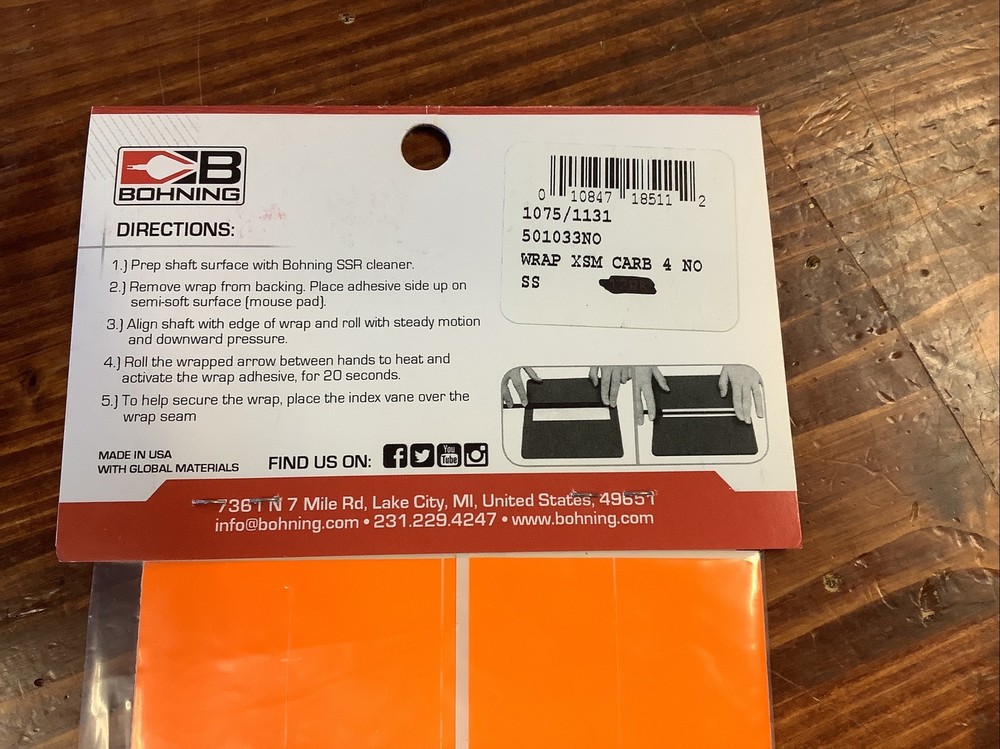 B
BOHNING
DIRECTIONS:
1.) Prep shaft surface with Bohning SSR cleaner.
2.) Remove wrap from backing. Place adhesive side up on
semi-soft surface (mouse pad).
3.) Align shaft with edge of wrap and roll with steady motion
and downward pressure.
4.) Roll the wrapped arrow between hands to heat and
activate the wrap adhesive, for 20 seconds.
5.) To help secure the wrap, place the index vane over the
wrap seam
MADE IN USA
WITH GLOBAL MATERIALS
FIND US ON:
You
Tube
0 10847 18511 2
1075/1131
501033NO
WRAP XSM CARB 4 NO
SS
7361 N 7 Mile Rd, Lake City, MI, United States, 49651
info@bohning.com • 231.229.4247 • www.bohning.com